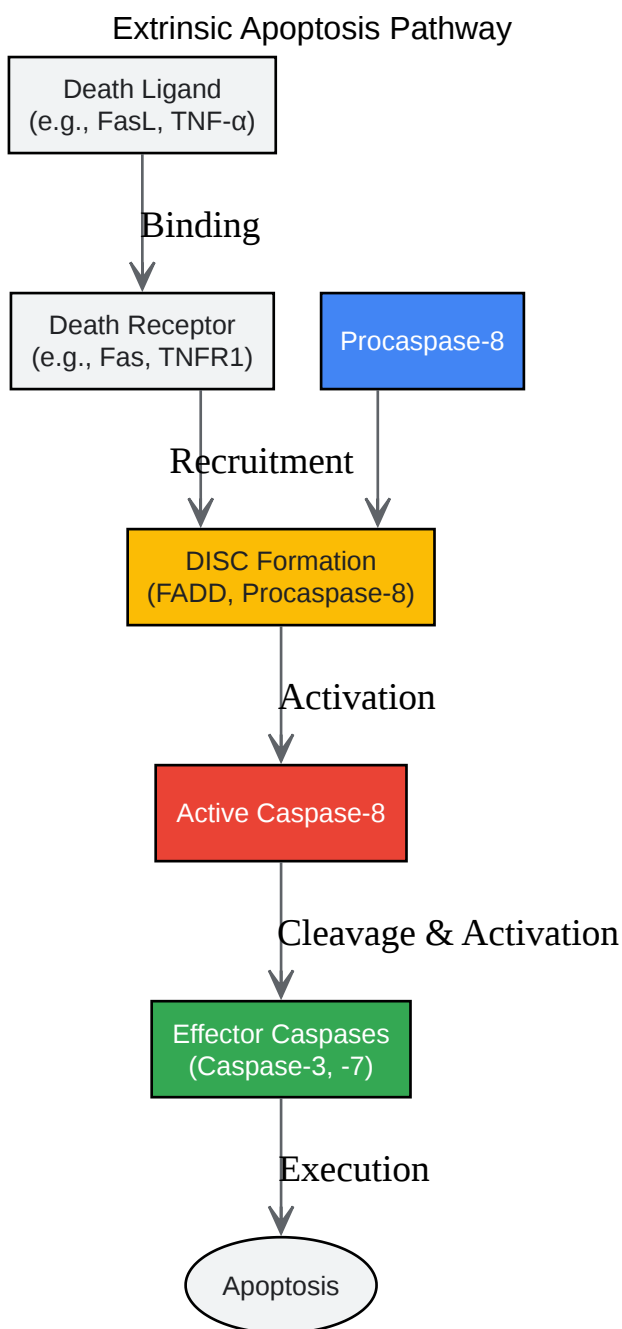 Extrinsic Apoptosis Pathway
Death Ligand
(e.g., FasL, TNF-α)
Binding
Death Receptor
(e.g., Fas, TNFR1)
Procaspase-8
Recruitment
DISC Formation
(FADD, Procaspase-8)
Activation
Active Caspase-8
Cleavage & Activation
Effector Caspases
(Caspase-3, -7)
Execution
Apoptosis